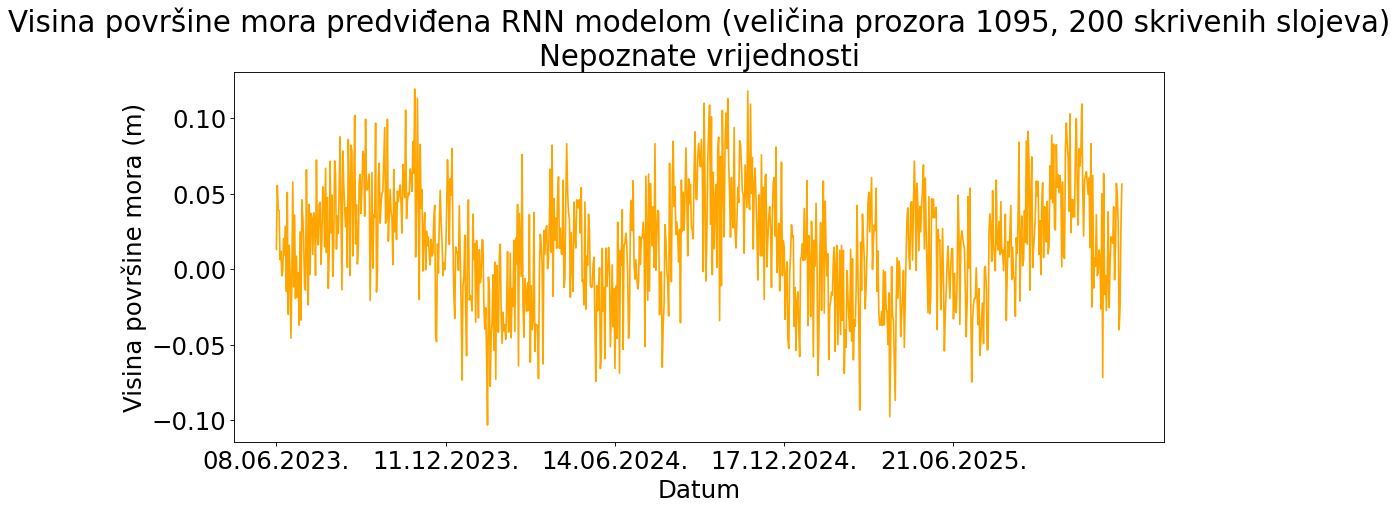 Visina površine mora predviđena RNN modelom (veličina prozora 1095, 200 skrivenih slojeva)
Nepoznate vrijednosti
Visina površine mora (m)
0.10
0.05
0.00
−0.05
−0.10
08.06.2023. 11.12.2023. 14.06.2024. 17.12.2024. 21.06.2025.
Datum